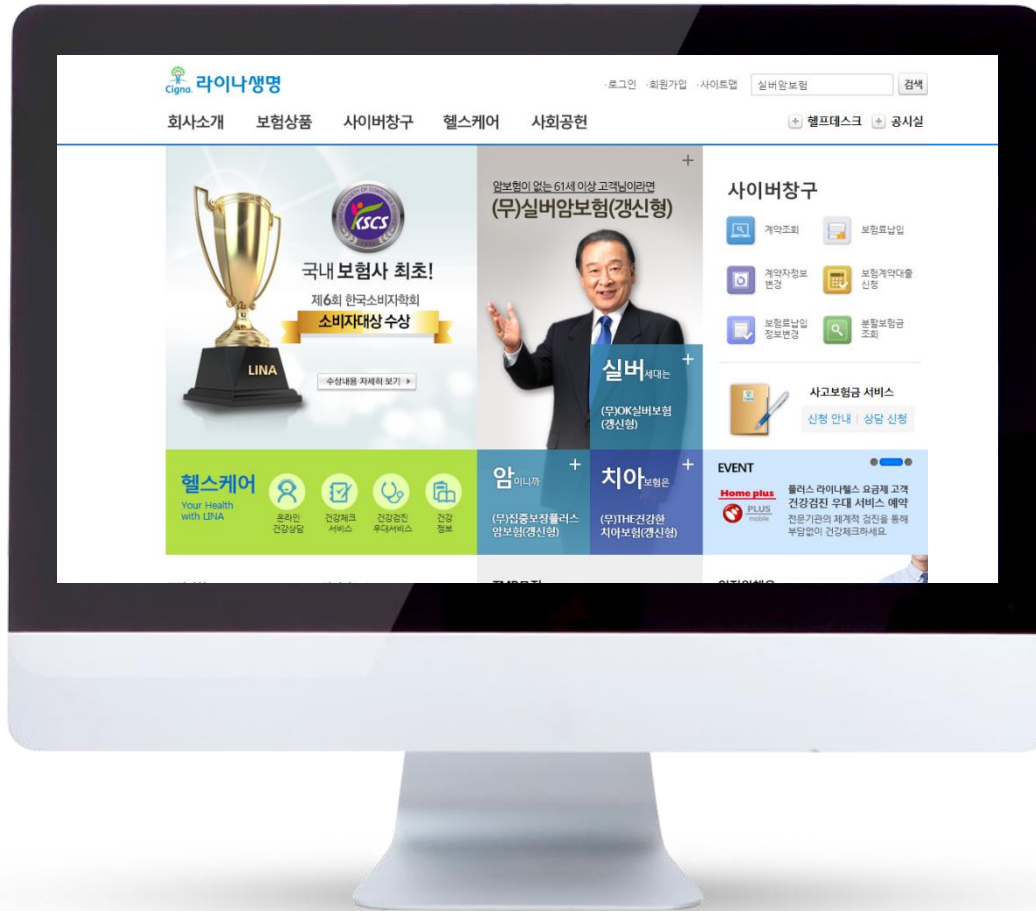 Cigna. 라이나생명
·로그인 ·회원가입 ·사이트맵
실버암보험
검색
회사소개 보험상품 사이버창구 헬스케어 사회공헌
헬프데스크 공시실
KSCS
국내 보험사 최초!
제6회 한국소비자학회
소비자대상 수상
LINA
수상내용 자세히 보기
암보험이 없는 61세 이상 고객님이라면
(무)실버암보험(갱신형)
실버세대는
(무)OK실버보험
(갱신형)
사이버창구
계약조회
보험료납입
계약자정보
변경
보험계약대출
신청
보험료납입
정보변경
분할보험금
조회
사고보험금 서비스
신청 안내 | 상담 신청
헬스케어
Your Health
with LINA
온라인
건강상담
건강체크
서비스
건강검진
우대서비스
건강
정보
암이니까
(무)집중보장플러스
암보험(갱신형)
치아보험은
(무)THE건강한
치아보험(갱신형)
EVENT
Home plus
PLUS
mobile
플러스 라이나헬스 요금제 고객
건강검진 우대 서비스 예약
전문기관의 체계적 검진을 통해
부담없이 건강체크하세요.